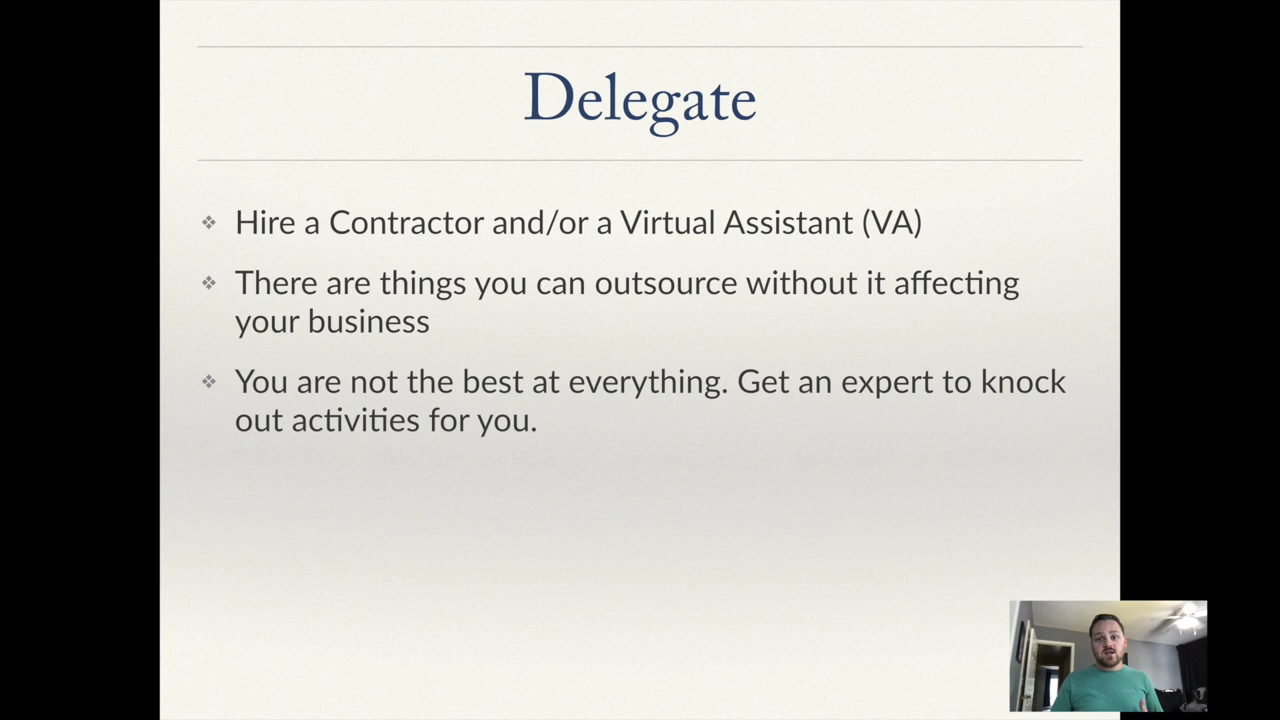 Delegate
Hire a Contractor and/or a Virtual Assistant (VA)
There are things you can outsource without it affecting
your business
You are not the best at everything. Get an expert to knock
out activities for you.